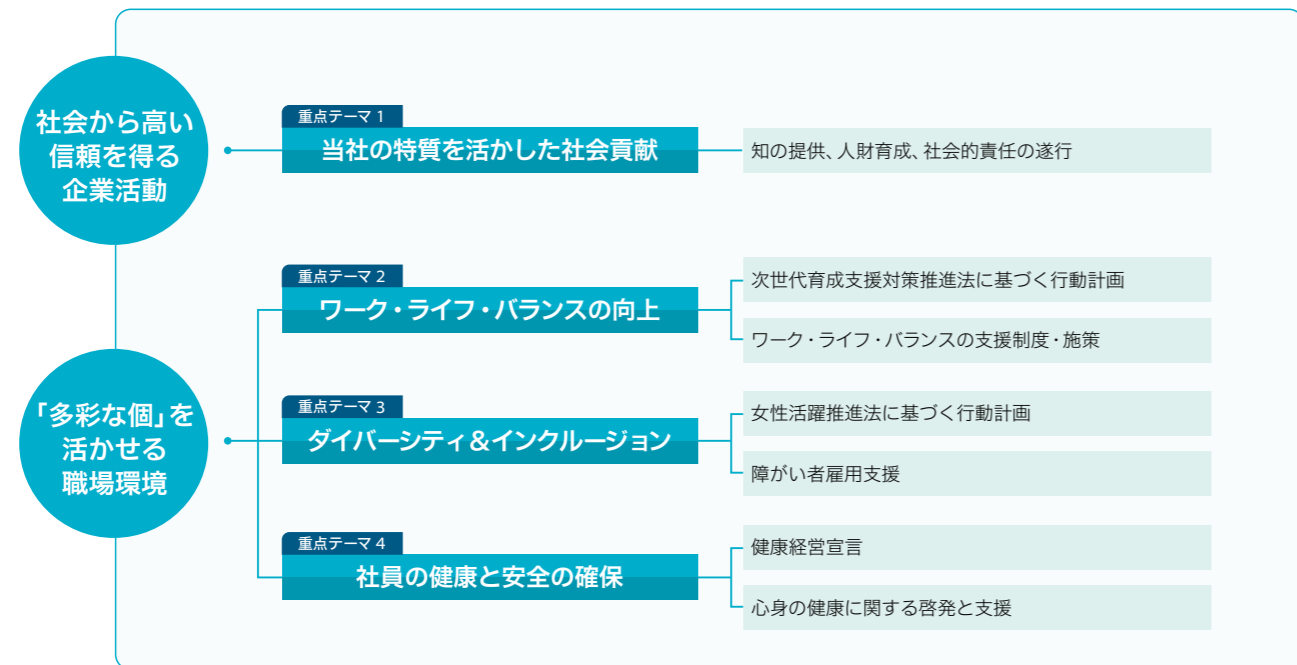 社会から高い
信頼を得る
企業活動
重点テーマ 1
当社の特質を活かした社会貢献
知の提供、人財育成、社会的責任の遂行
「多彩な個」を
活かせる
職場環境
重点テーマ 2
ワーク・ライフ・バランスの向上
次世代育成支援対策推進法に基づく行動計画
ワーク・ライフ・バランスの支援制度・施策
重点テーマ 3
ダイバーシティ&インクルージョン
女性活躍推進法に基づく行動計画
障がい者雇用支援
重点テーマ 4
社員の健康と安全の確保
健康経営宣言
心身の健康に関する啓発と支援